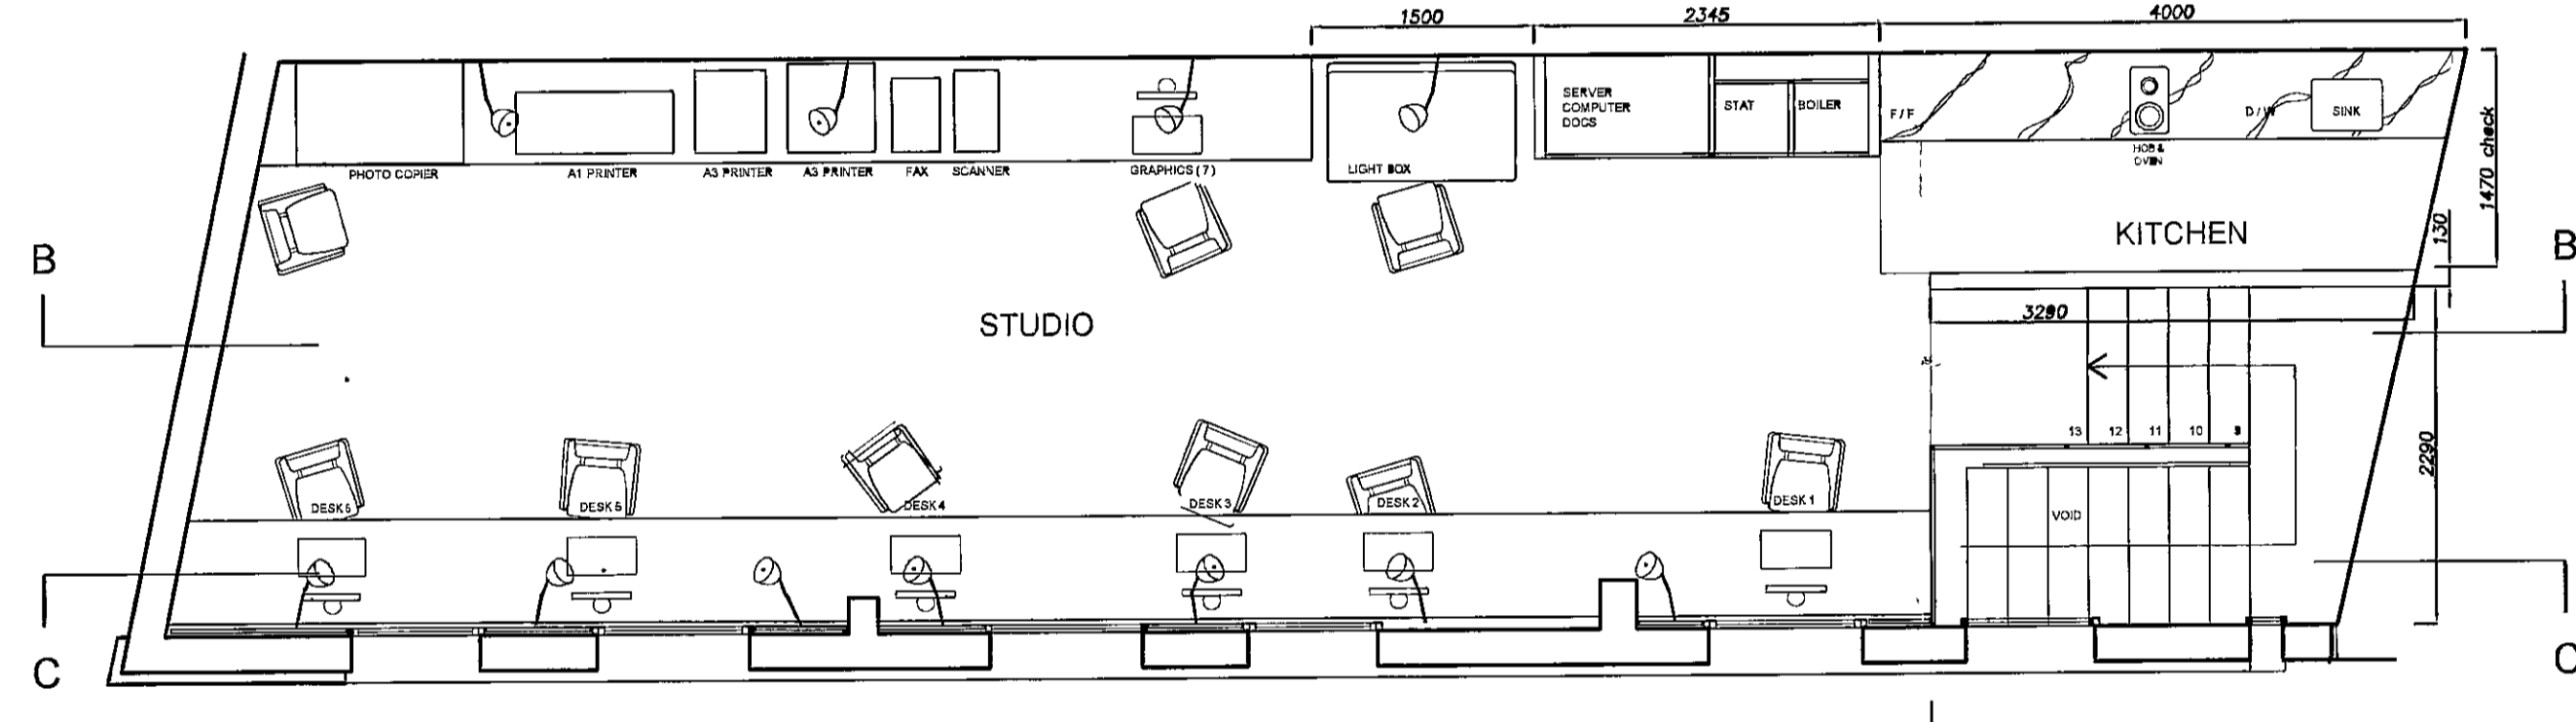 1500
2345
4000
SERVER
COMPUTER
DOCS
STAT
BOILER
F/F
D/W
SINK
HOB &
OVEN
1470 check
PHOTO COPIER
A1 PRINTER
A3 PRINTER
A3 PRINTER
FAX
SCANNER
GRAPHICS (7)
LIGHT BOX
KITCHEN
130
B
B
STUDIO
3290
13
12
11
10
9
2290
DESK 6
DESK 5
DESK 4
DESK 3
DESK 2
DESK 1
VOID
C
C